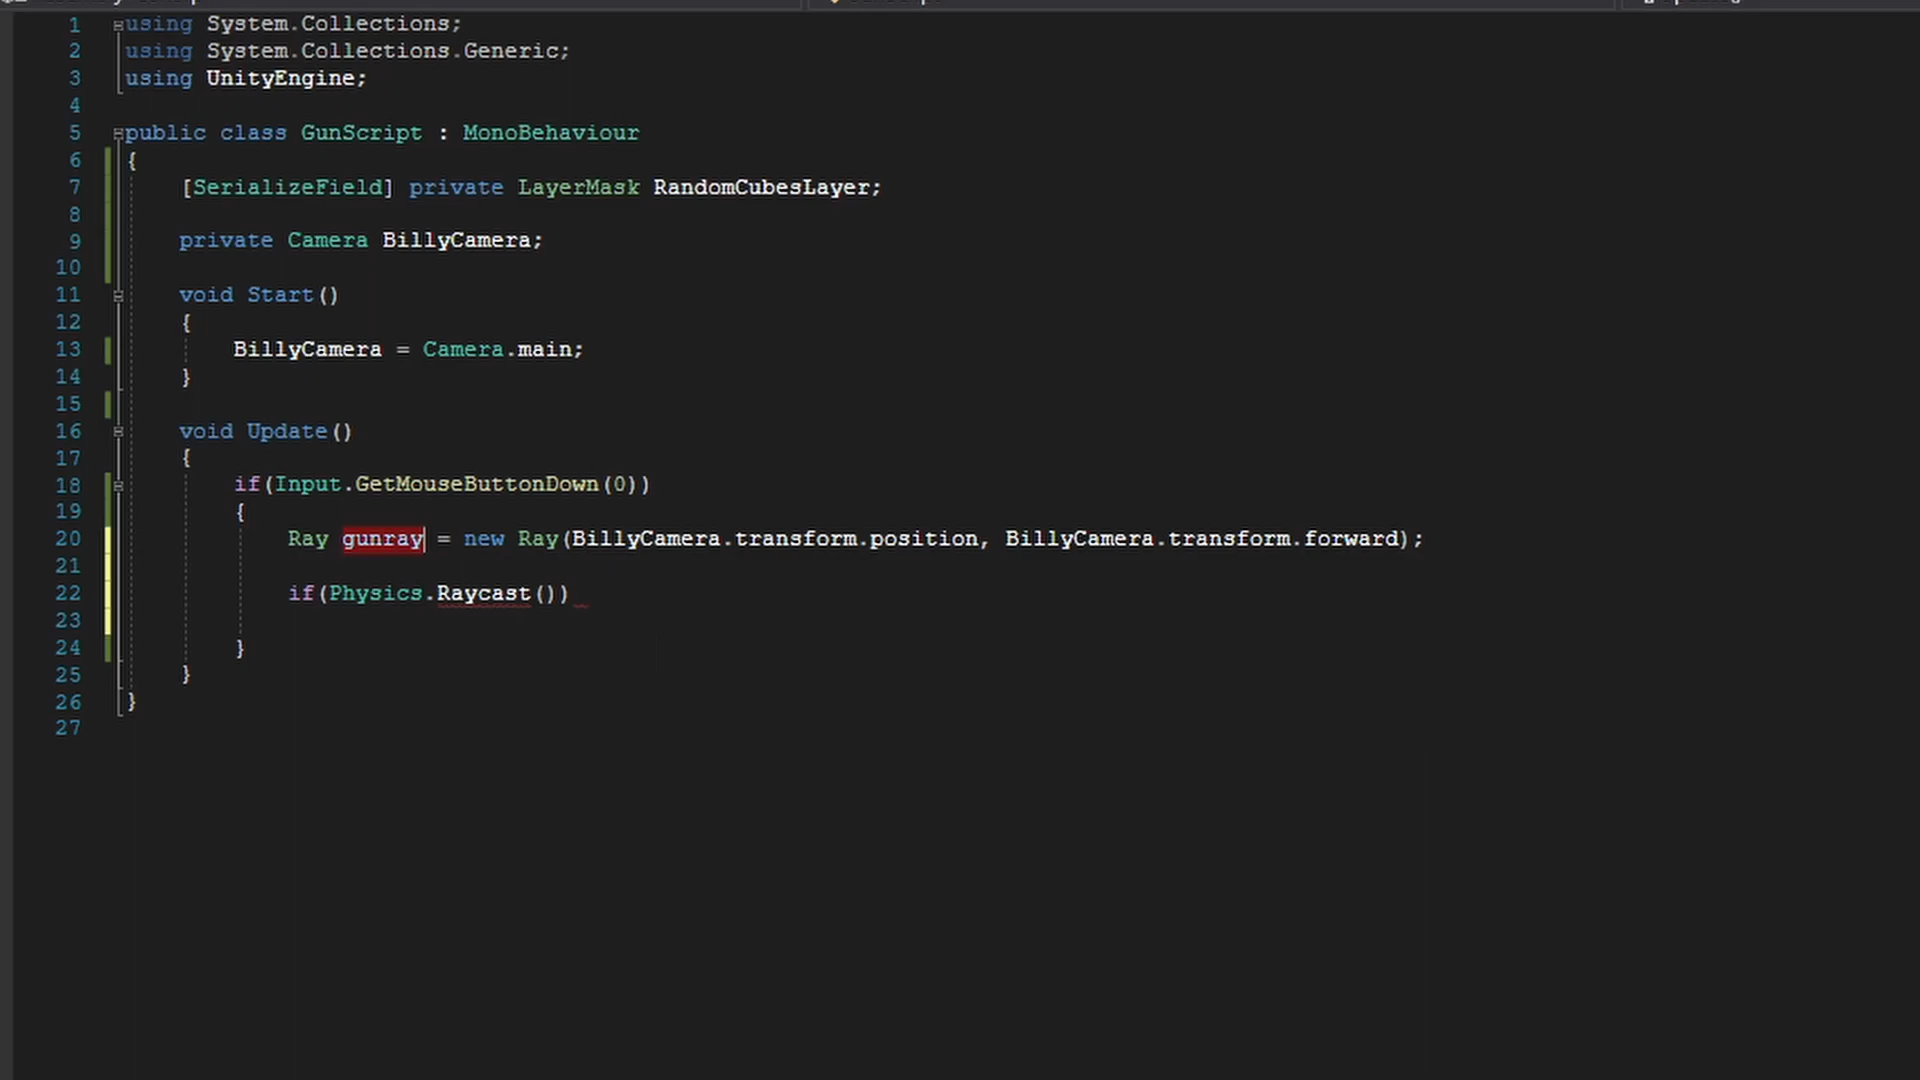 1 using System.Collections;
2 using System.Collections.Generic;
3 using UnityEngine;
4
5 public class GunScript : MonoBehaviour
6 {
7 [SerializeField] private LayerMask RandomCubesLayer;
8
9 private Camera BillyCamera;
10
11 void Start()
12 {
13 BillyCamera = Camera.main;
14 }
15
16 void Update()
17 {
18 if(Input.GetMouseButtonDown(0))
19 {
20 Ray gunray = new Ray(BillyCamera.transform.position, BillyCamera.transform.forward);
21
22 if(Physics.Raycast())
23
24 }
25 }
26 }
27